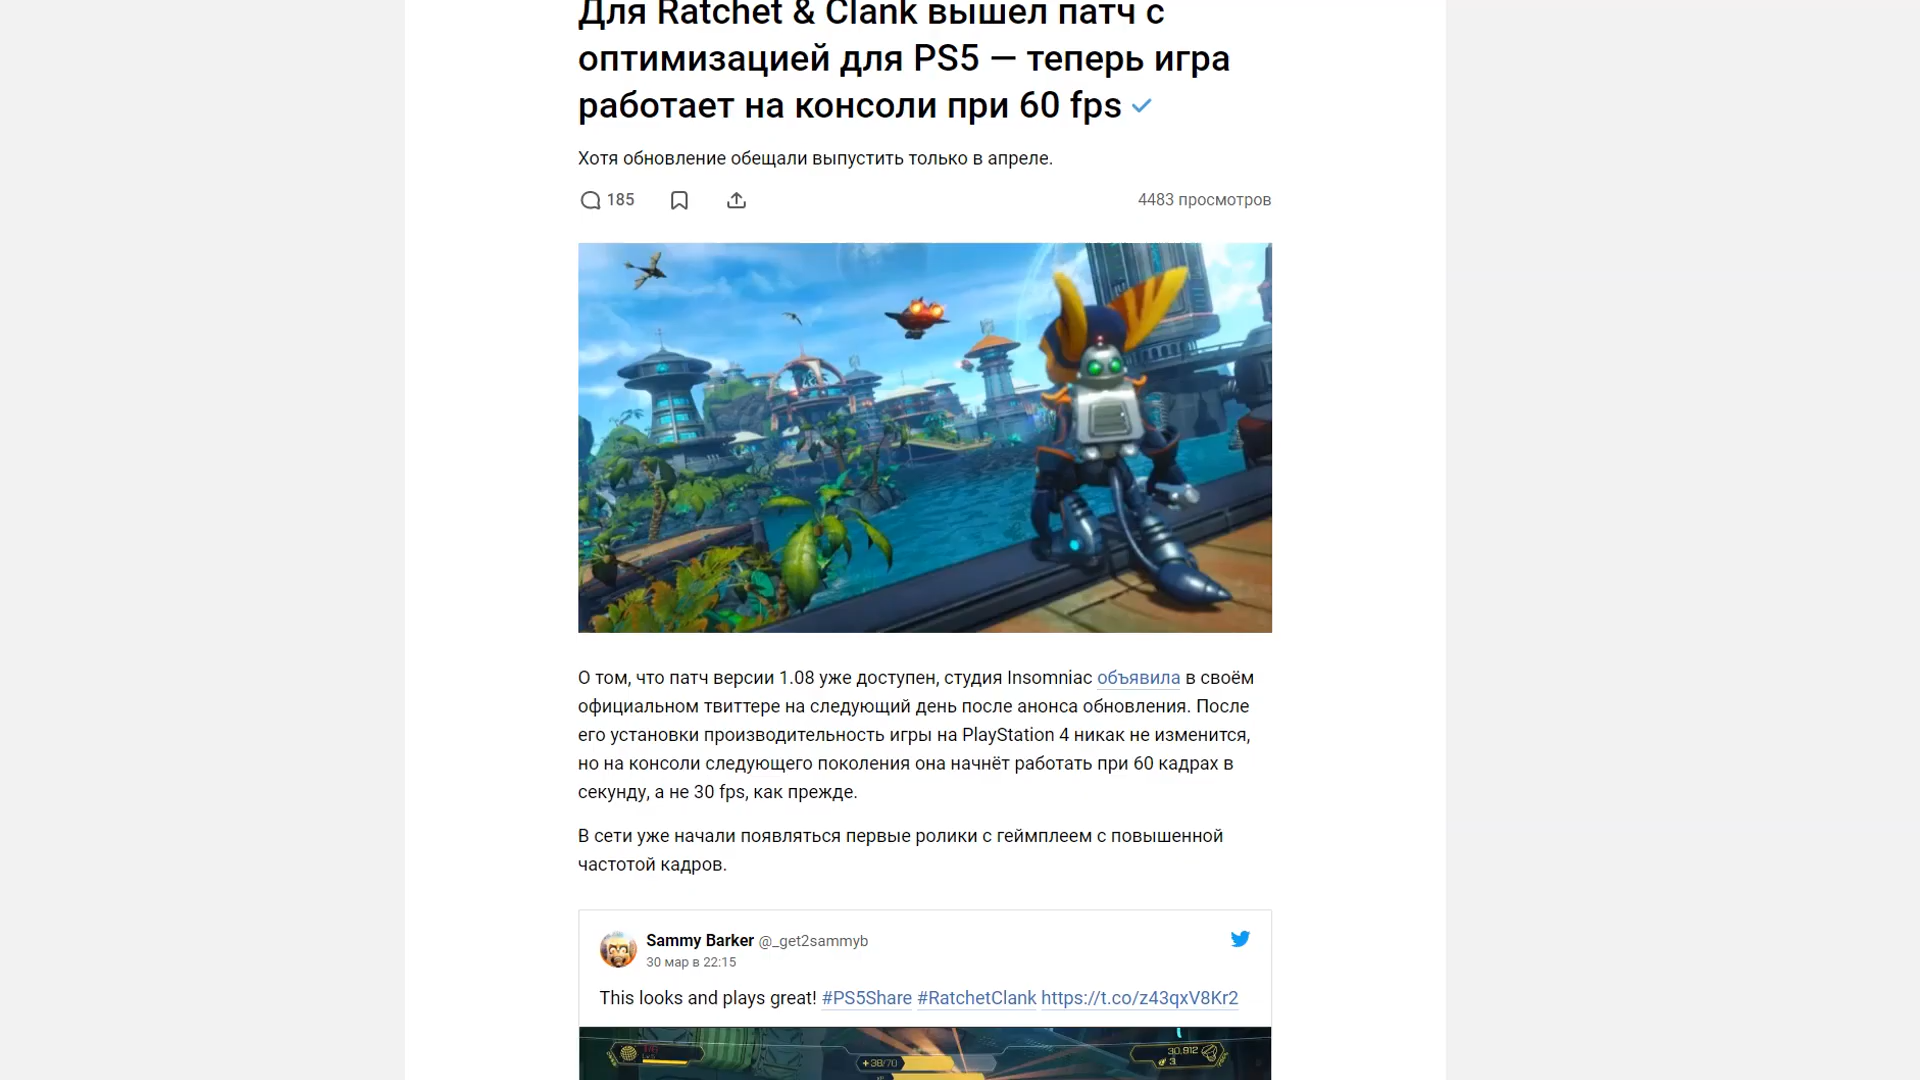 Для Ratchet & Clank вышел патч с
оптимизацией для PS5 — теперь игра
работает на консоли при 60 fps
Хотя обновление обещали выпустить только в апреле.
185
4483 просмотров
О том, что патч версии 1.08 уже доступен, студия Insomniac объявила в своём
официальном твиттере на следующий день после анонса обновления. После
его установки производительность игры на PlayStation 4 никак не изменится,
но на консоли следующего поколения она начнёт работать при 60 кадрах в
секунду, а не 30 fps, как прежде.
В сети уже начали появляться первые ролики с геймплеем с повышенной
частотой кадров.
Sammy Barker @_get2sammyb
30 мар в 22:15
This looks and plays great! #PS5Share #RatchetClank https://t.co/z43qxV8Kr2
+38/70
30,912
3